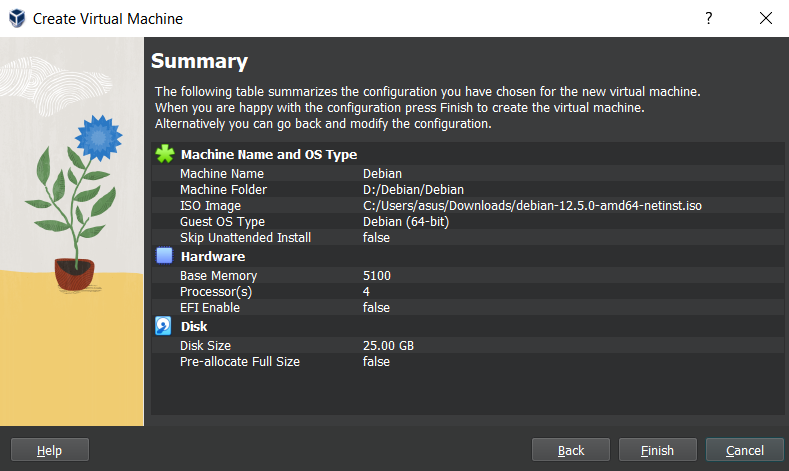 Create Virtual Machine
?
Summary
The following table summarizes the configuration you have chosen for the new virtual machine.
When you are happy with the configuration press Finish to create the virtual machine.
Alternatively you can go back and modify the configuration.
Machine Name and OS Type
Machine Name Debian
Machine Folder D:/Debian/Debian
ISO Image C:/Users/asus/Downloads/debian-12.5.0-amd64-netinst.iso
Guest OS Type Debian (64-bit)
Skip Unattended Install false
Hardware
Base Memory 5100
Processor(s) 4
EFI Enable false
Disk
Disk Size 25.00 GB
Pre-allocate Full Size false
Help Back Finish Cancel